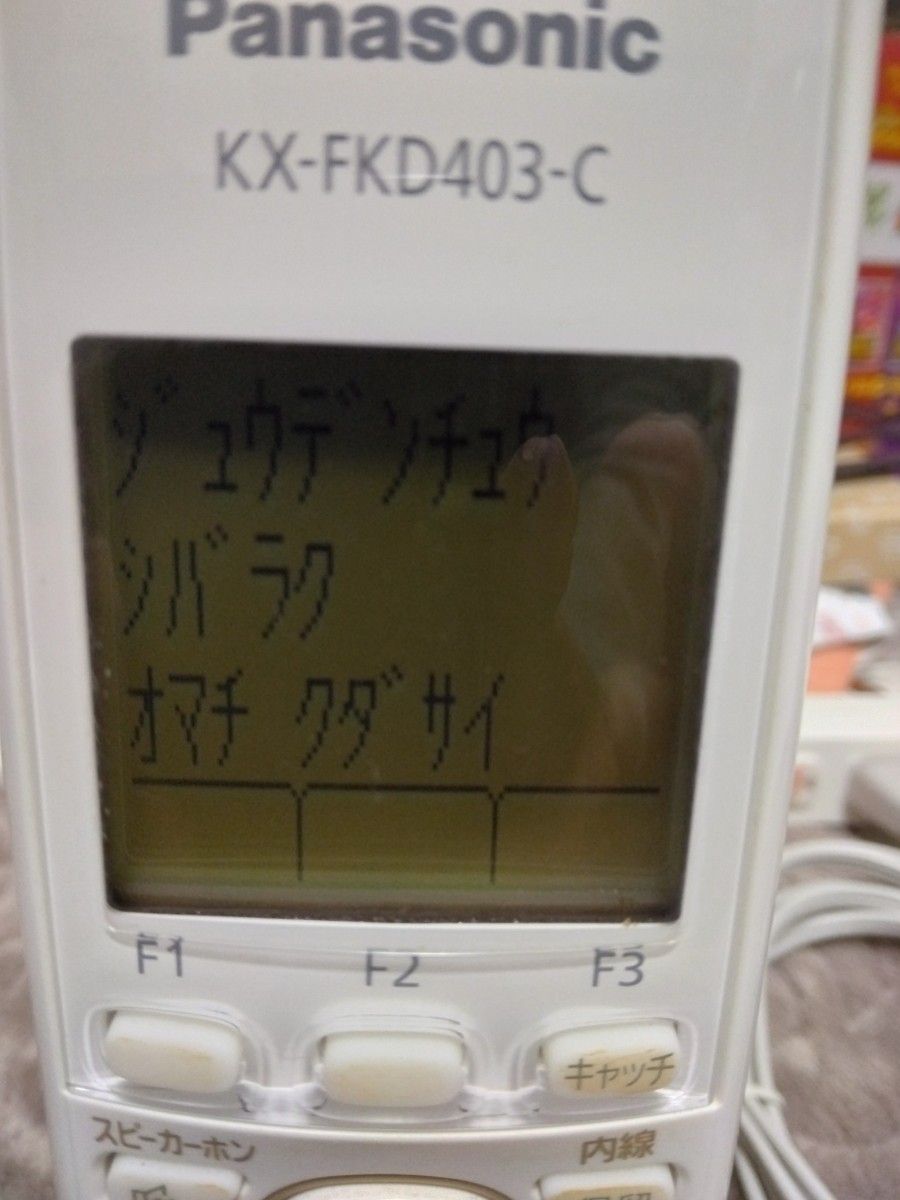 Panasonic
KX-FKD403-C
ジュウデンチュウ
シバラク
オマチ クダサイ
F1 F2 F3
キャッチ
スピーカーホン 内線